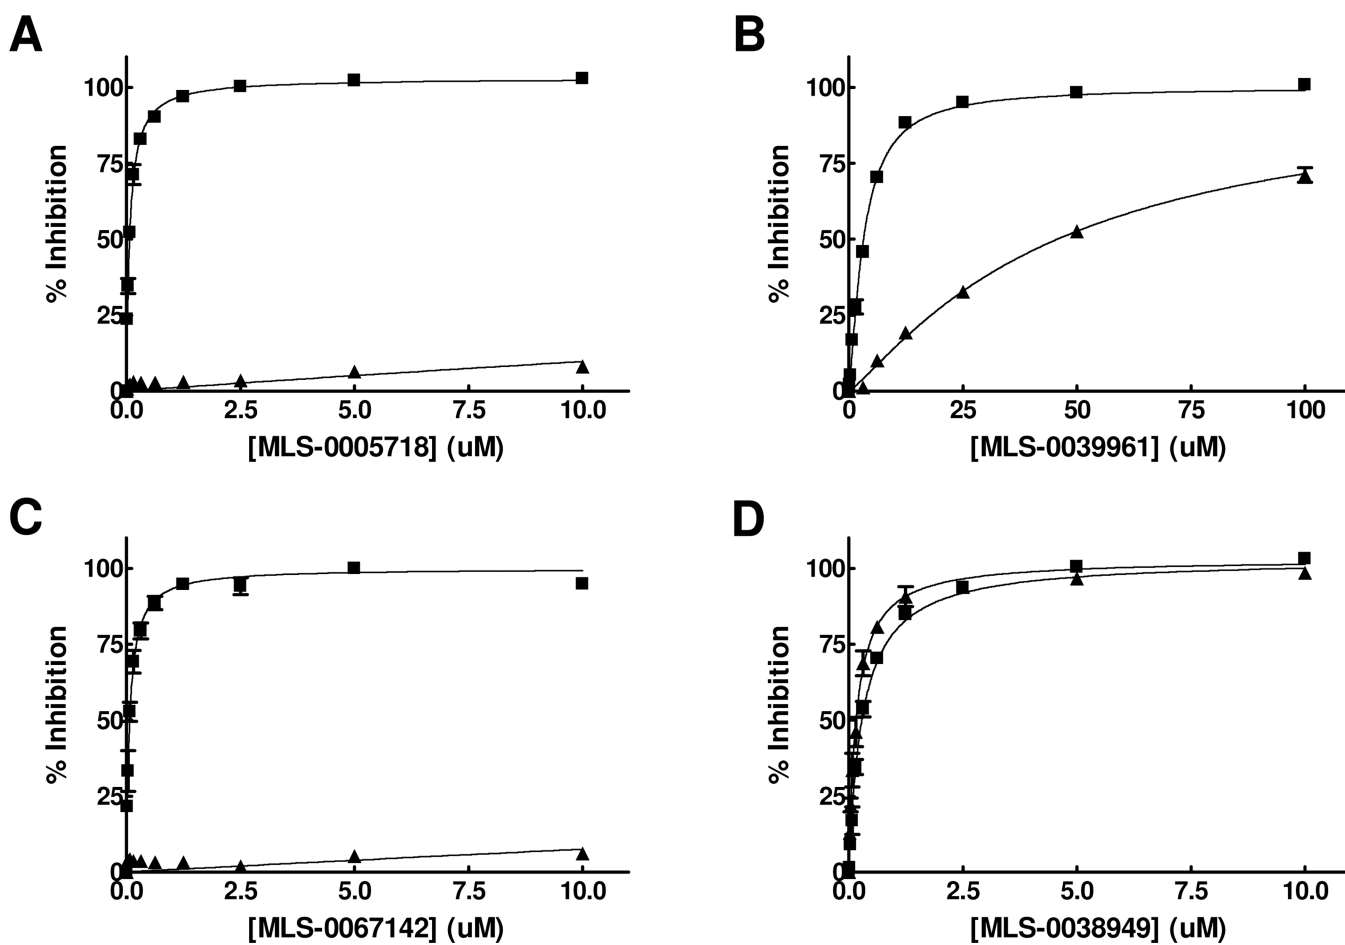 A
% Inhibition
100
75
50
25
0
0.0 2.5 5.0 7.5 10.0
[MLS-0005718] (uM)
B
% Inhibition
100
75
50
25
0
0 25 50 75 100
[MLS-0039961] (uM)
C
% Inhibition
100
75
50
25
0
0.0 2.5 5.0 7.5 10.0
[MLS-0067142] (uM)
D
% Inhibition
100
75
50
25
0
0.0 2.5 5.0 7.5 10.0
[MLS-0038949] (uM)